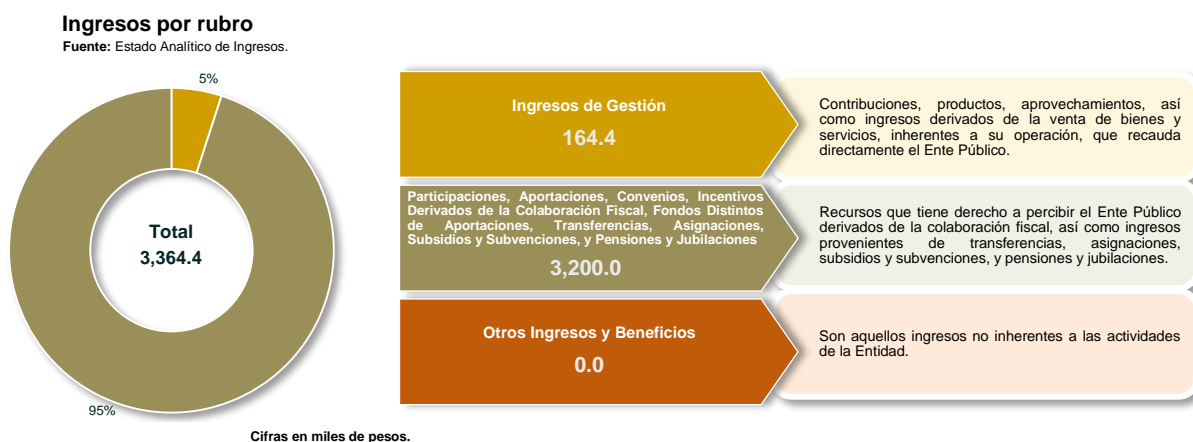 Ingresos por rubro
Fuente: Estado Analítico de Ingresos.
5%
Total
3,364.4
95%
Ingresos de Gestión
164.4
Contribuciones, productos, aprovechamientos, así
como ingresos derivados de la venta de bienes y
servicios, inherentes a su operación, que recauda
directamente el Ente Público.
Participaciones, Aportaciones, Convenios, Incentivos
Derivados de la Colaboración Fiscal, Fondos Distintos
de Aportaciones, Transferencias, Asignaciones,
Subsidios y Subvenciones, y Pensiones y Jubilaciones
3,200.0
Recursos que tiene derecho a percibir el Ente Público
derivados de la colaboración fiscal, así como ingresos
provenientes de transferencias, asignaciones,
subsidios y subvenciones, y pensiones y jubilaciones.
Otros Ingresos y Beneficios
0.0
Son aquellos ingresos no inherentes a las actividades
de la Entidad.
Cifras en miles de pesos.